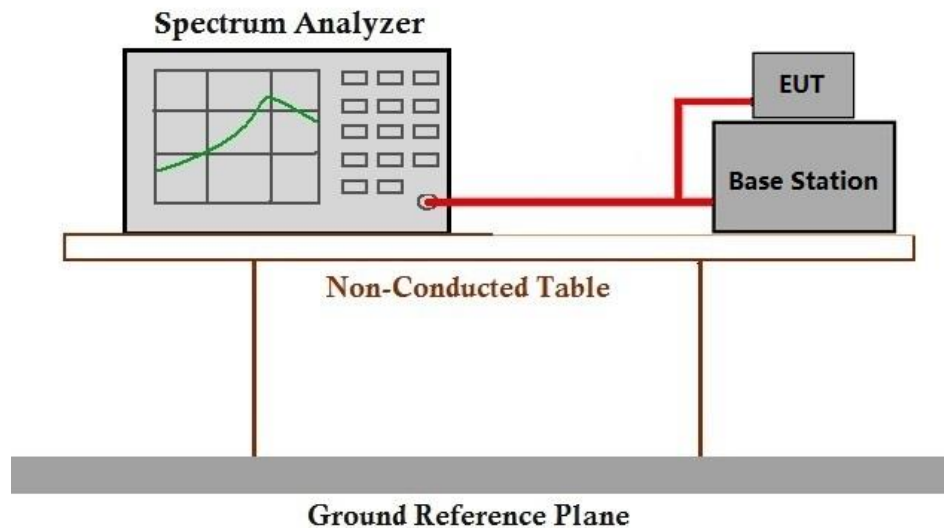 Spectrum Analyzer
EUT
Base Station
Non-Conducted Table
Ground Reference Plane